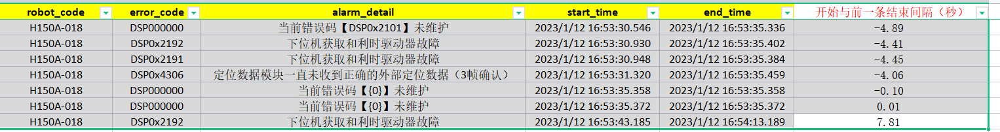 robot_code error_code alarm_detail start_time end_time 开始与前一条结束间隔（秒）
H150A-018 DSP000000 当前错误码【DSP0x2101】未维护 2023/1/12 16:53:30.546 2023/1/12 16:53:35.336 -4.89
H150A-018 DSP0x2192 下位机获取和利时驱动器故障 2023/1/12 16:53:30.930 2023/1/12 16:53:35.402 -4.41
H150A-018 DSP0x2191 下位机获取和利时驱动器故障 2023/1/12 16:53:30.948 2023/1/12 16:53:35.384 -4.45
H150A-018 DSP0x4306 定位数据模块一直未收到正确的外部定位数据（3帧确认） 2023/1/12 16:53:31.320 2023/1/12 16:53:35.459 -4.06
H150A-018 DSP000000 当前错误码【{0}】未维护 2023/1/12 16:53:35.358 2023/1/12 16:53:35.358 -0.10
H150A-018 DSP000000 当前错误码【{0}】未维护 2023/1/12 16:53:35.372 2023/1/12 16:53:35.372 0.01
H150A-018 DSP0x2192 下位机获取和利时驱动器故障 2023/1/12 16:53:43.185 2023/1/12 16:54:13.189 7.81